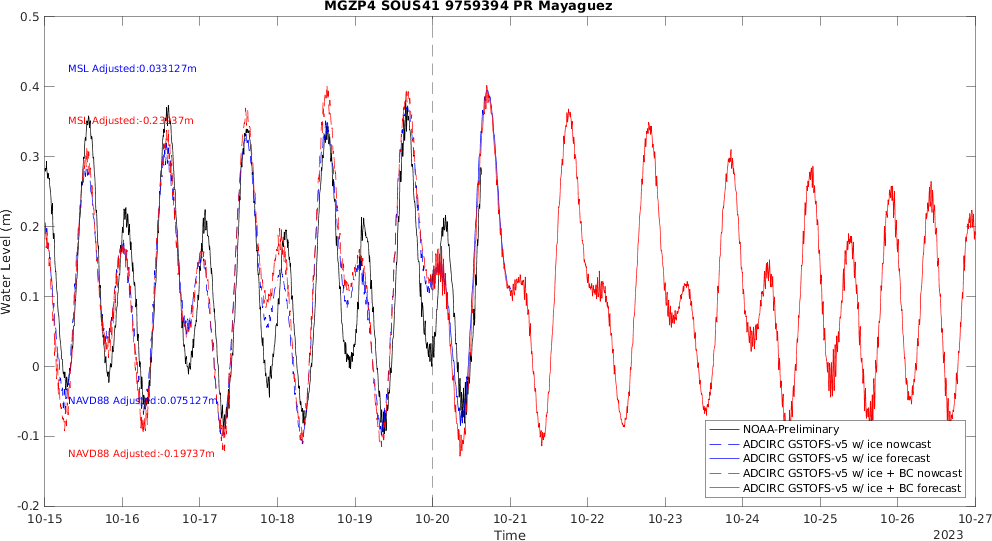 MGZP4 SOUS41 9759394 PR Mayaguez
0.5
0.4
0.3
0.2
0.1
0
-0.1
-0.2
Water Level (m)
MSL Adjusted:0.033127m
NAVD88 Adjusted:0.075127m
NAVD88 Adjusted:-0.19737m
NOAA-Preliminary
ADCIRC GSTOFS-v5 w/ ice nowcast
ADCIRC GSTOFS-v5 w/ ice forecast
ADCIRC GSTOFS-v5 w/ ice + BC nowcast
ADCIRC GSTOFS-v5 w/ ice + BC forecast
10-15 10-16 10-17 10-18 10-19 10-20 10-21 10-22 10-23 10-24 10-25 10-26 10-27
Time
2023